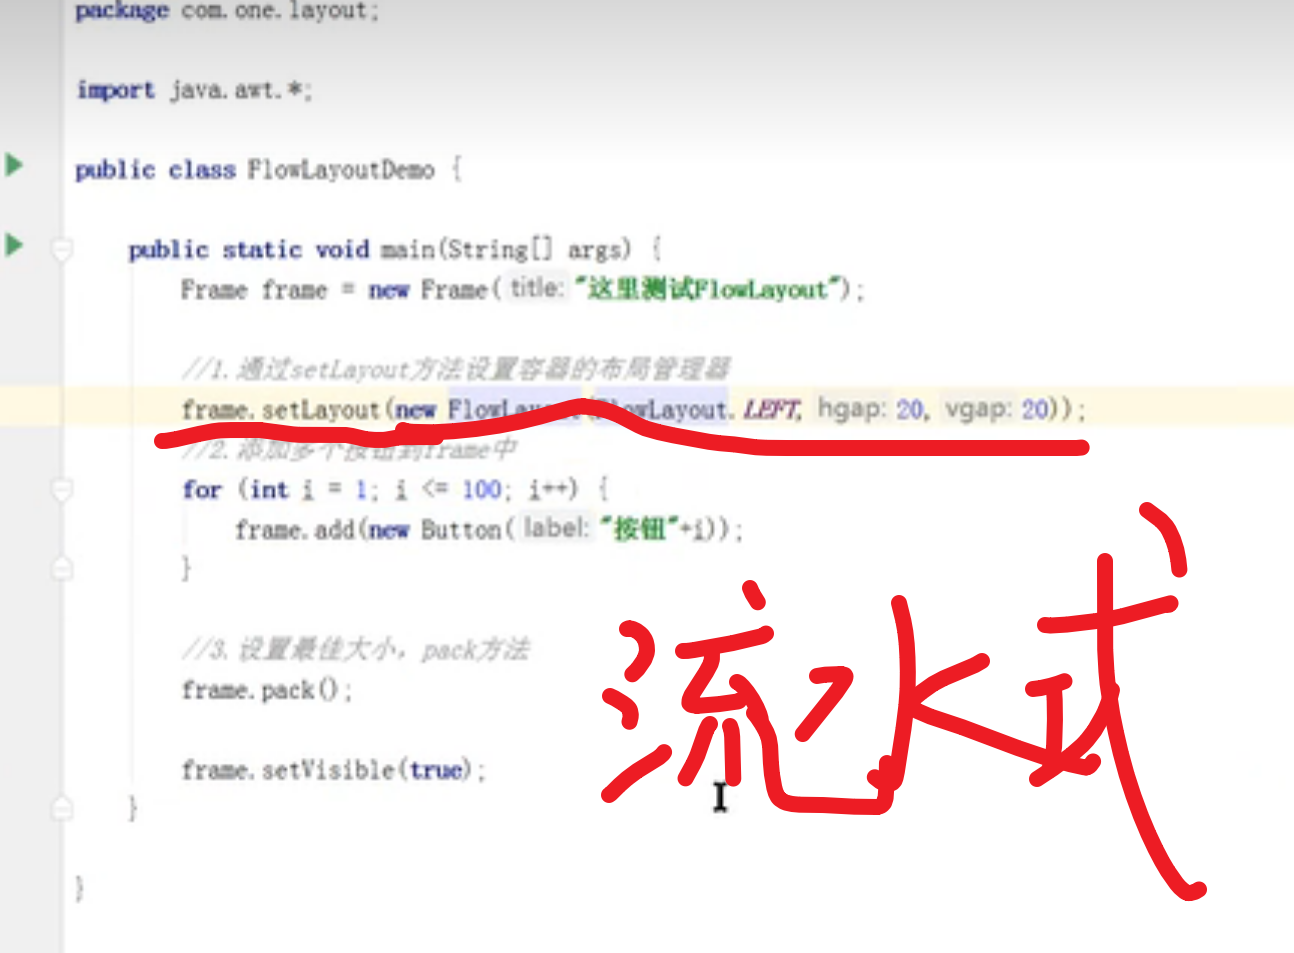 package com.one.layout;
import java.awt.*;
public class FlowLayoutDemo {
public static void main(String[] args) {
Frame frame = new Frame( title: "这里测试FlowLayout");
//1.通过setLayout方法设置容器的布局管理器
frame.setLayout(new FlowLayout(FlowLayout.LEFT, hgap: 20, vgap: 20));
//2.添加多个按钮到frame中
for (int i = 1; i <= 100; i++) {
frame.add(new Button( label: "按钮"+i));
}
//3.设置最佳大小，pack方法
frame.pack();
流水式
frame.setVisible(true);
}
}